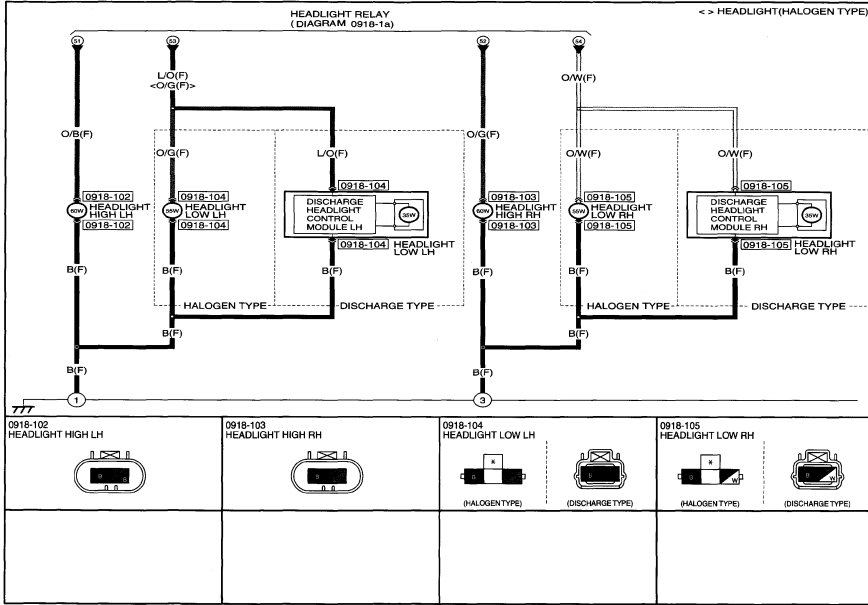 HEADLIGHT RELAY
( DIAGRAM 0918-1a)
< > HEADLIGHT(HALOGEN TYPE)
51
53
52
54
L/O(F)
<O/G(F)>
O/W(F)
O/B(F)
O/G(F)
O/G(F)
L/O(F)
O/W(F)
O/W(F)
0918-102
60W
HEADLIGHT
HIGH LH
0918-102
0918-104
55W
HEADLIGHT
LOW LH
0918-104
0918-104
DISCHARGE
HEADLIGHT
CONTROL
MODULE LH
35W
0918-104
HEADLIGHT
LOW LH
0918-103
60W
HEADLIGHT
HIGH RH
0918-103
0918-105
55W
HEADLIGHT
LOW RH
0918-105
0918-105
DISCHARGE
HEADLIGHT
CONTROL
MODULE RH
35W
0918-105
HEADLIGHT
LOW RH
B(F)
B(F)
B(F)
B(F)
B(F)
B(F)
HALOGEN TYPE
DISCHARGE TYPE
HALOGEN TYPE
DISCHARGE TYPE
B(F)
B(F)
B(F)
B(F)
1
3
0918-102
HEADLIGHT HIGH LH
0918-103
HEADLIGHT HIGH RH
0918-104
HEADLIGHT LOW LH
*
(HALOGEN TYPE)
(DISCHARGE TYPE)
0918-105
HEADLIGHT LOW RH
*
W
W
(HALOGEN TYPE)
(DISCHARGE TYPE)